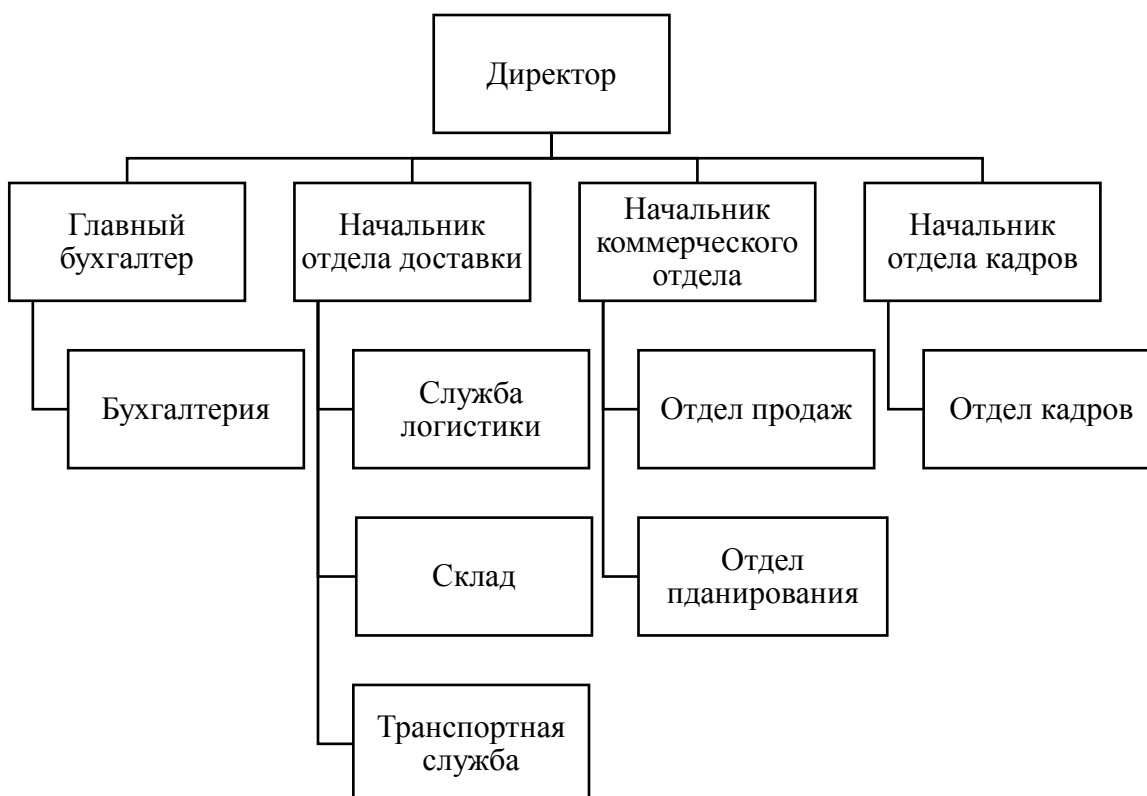 Директор
Главный
бухгалтер
Начальник
отдела доставки
Начальник
коммерческого
отдела
Начальник
отдела кадров
Бухгалтерия
Служба
логистики
Отдел продаж
Отдел кадров
Склад
Отдел
пданирования
Транспортная
служба